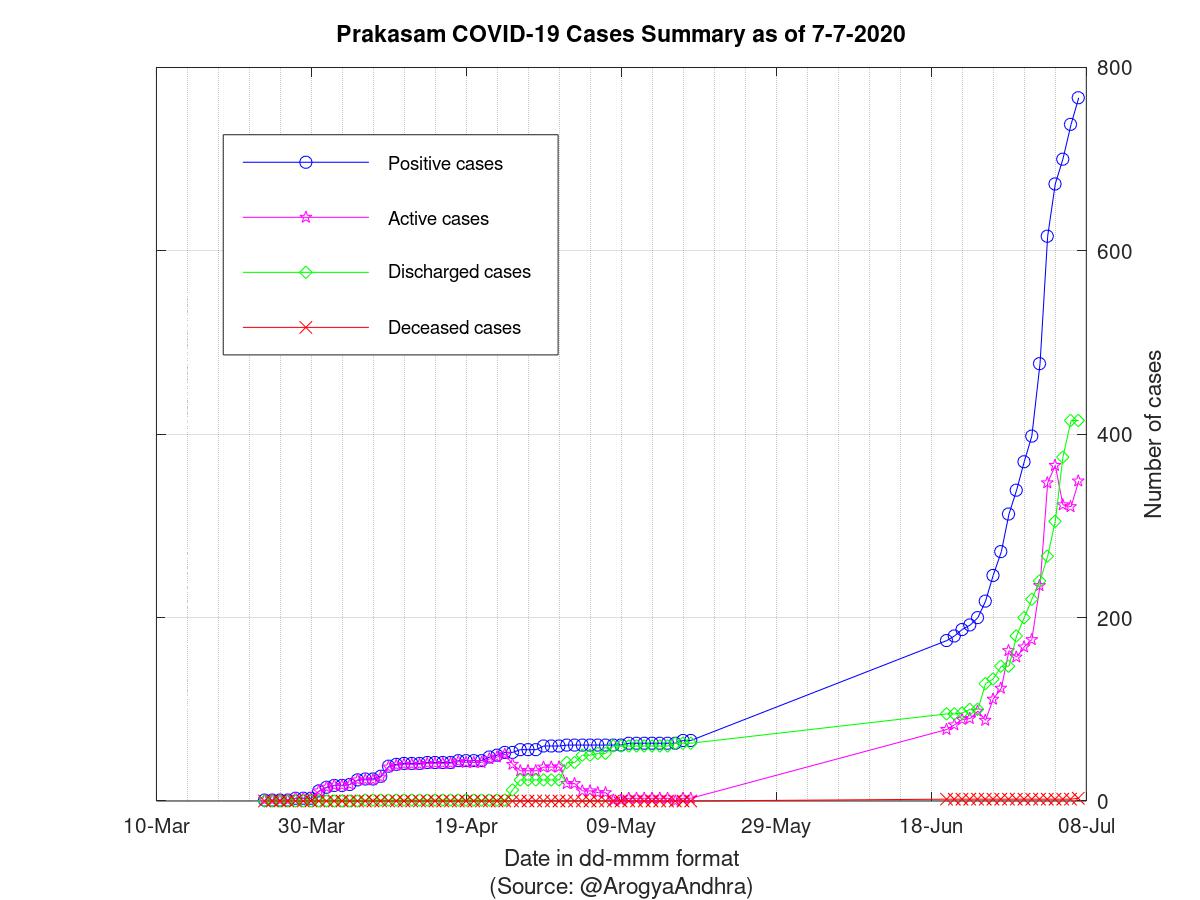 Prakasam COVID-19 Cases Summary as of 7-7-2020
Positive cases
Active cases
Discharged cases
Deceased cases
800
600
400
200
0
Number of cases
10-Mar 30-Mar 19-Apr 09-May 29-May 18-Jun 08-Jul
Date in dd-mmm format
(Source: @ArogyaAndhra)